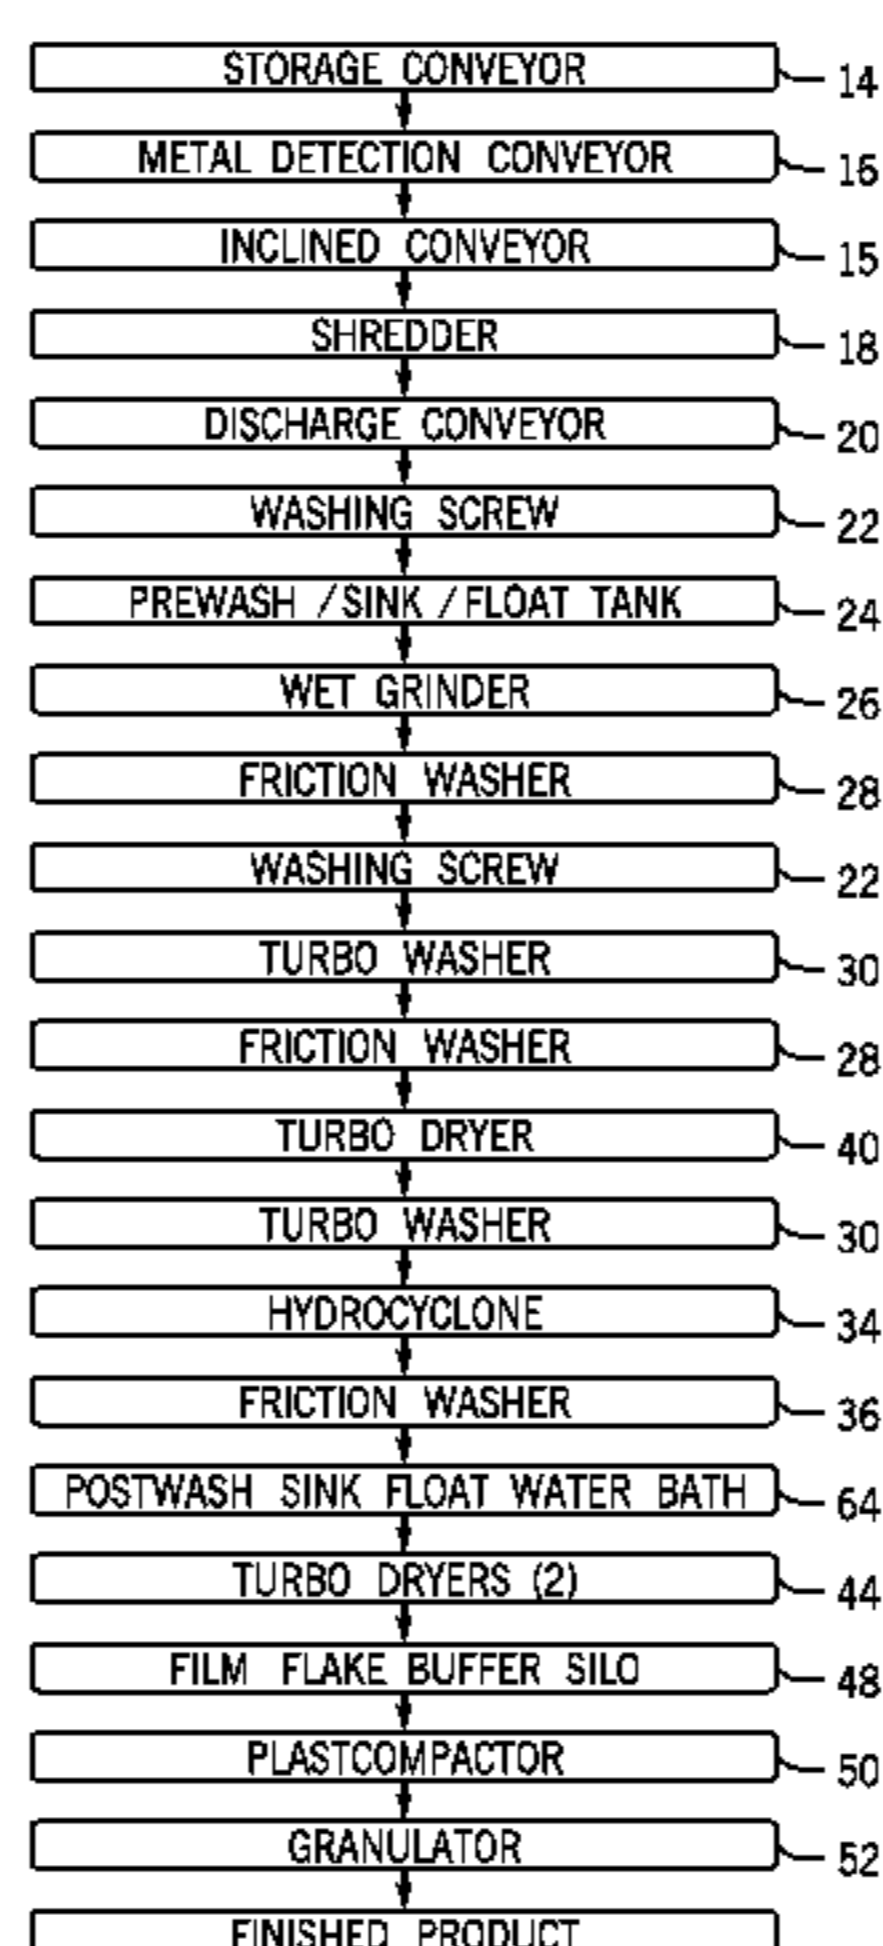 STORAGE CONVEYOR 14
METAL DETECTION CONVEYOR 16
INCLINED CONVEYOR 15
SHREDDER 18
DISCHARGE CONVEYOR 20
WASHING SCREW 22
PREWASH / SINK / FLOAT TANK 24
WET GRINDER 26
FRICTION WASHER 28
WASHING SCREW 22
TURBO WASHER 30
FRICTION WASHER 28
TURBO DRYER 40
TURBO WASHER 30
HYDROCYCLONE 34
FRICTION WASHER 36
POSTWASH SINK FLOAT WATER BATH 64
TURBO DRYERS (2) 44
FILM FLAKE BUFFER SILO 48
PLASTCOMPACTOR 50
GRANULATOR 52
FINISHED PRODUCT